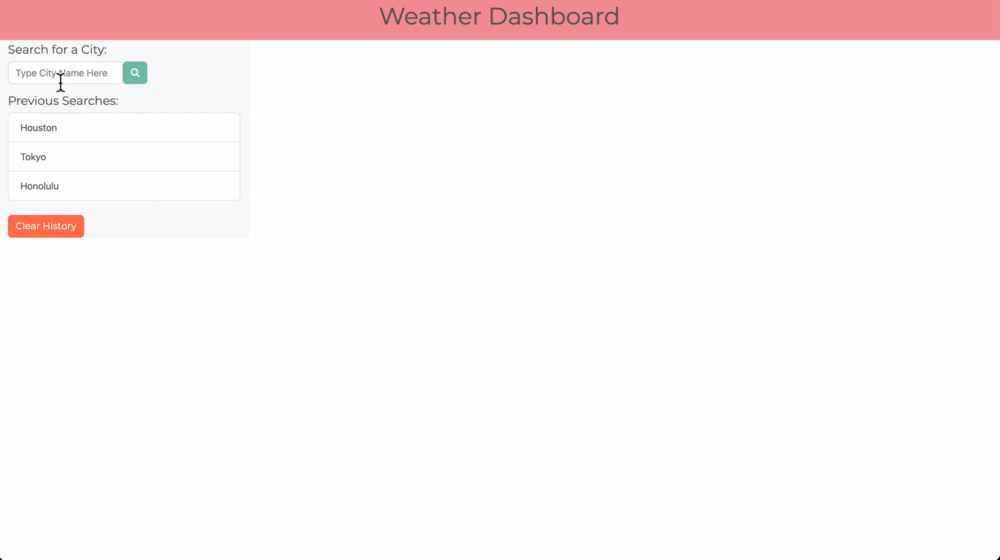 Weather Dashboard
Search for a City:
Type City Name Here
Previous Searches:
Houston
Tokyo
Honolulu
Clear History